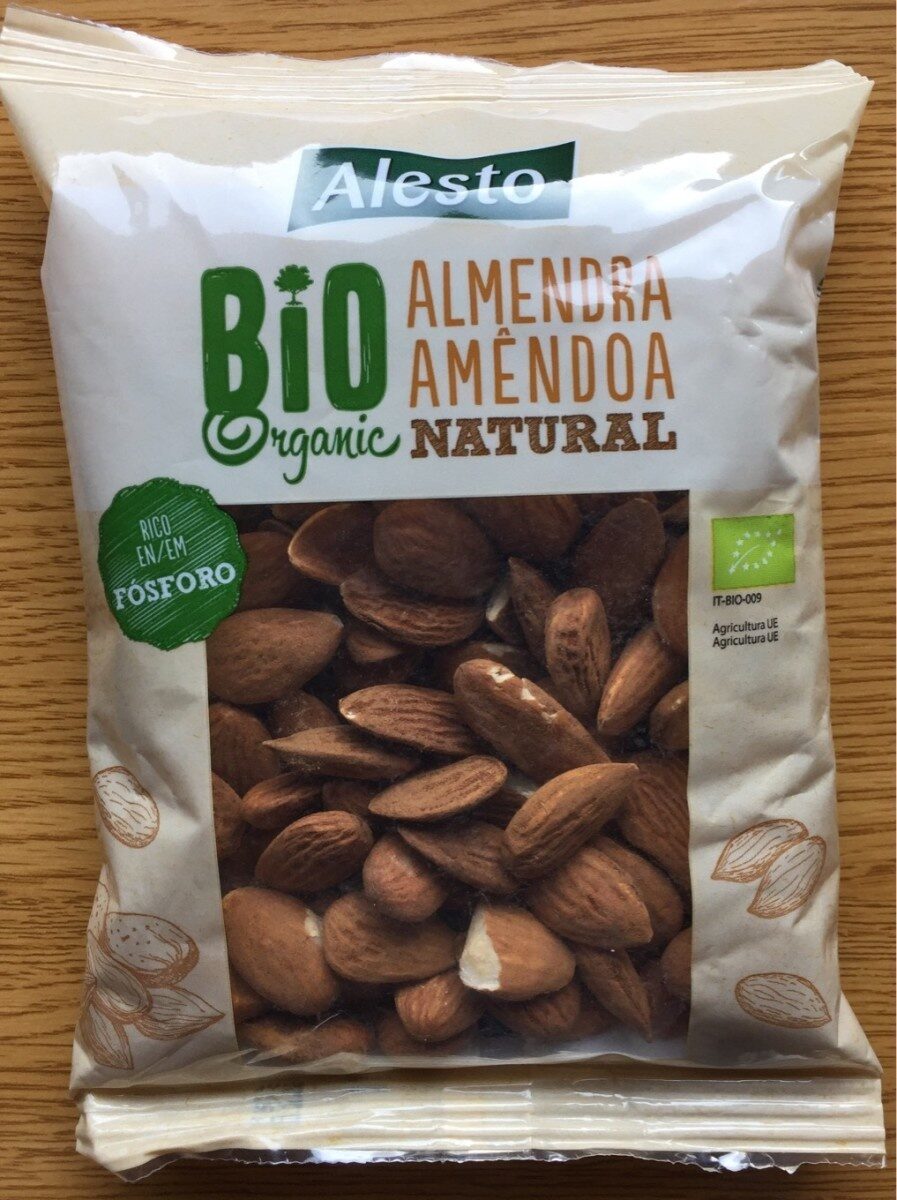 Alesto
BIO
Organic
ALMENDRA
AMÊNDOA
NATURAL
RICO
EN/EM
FÓSFORO
IT-BIO-009
Agricultura UE
Agricultura UE